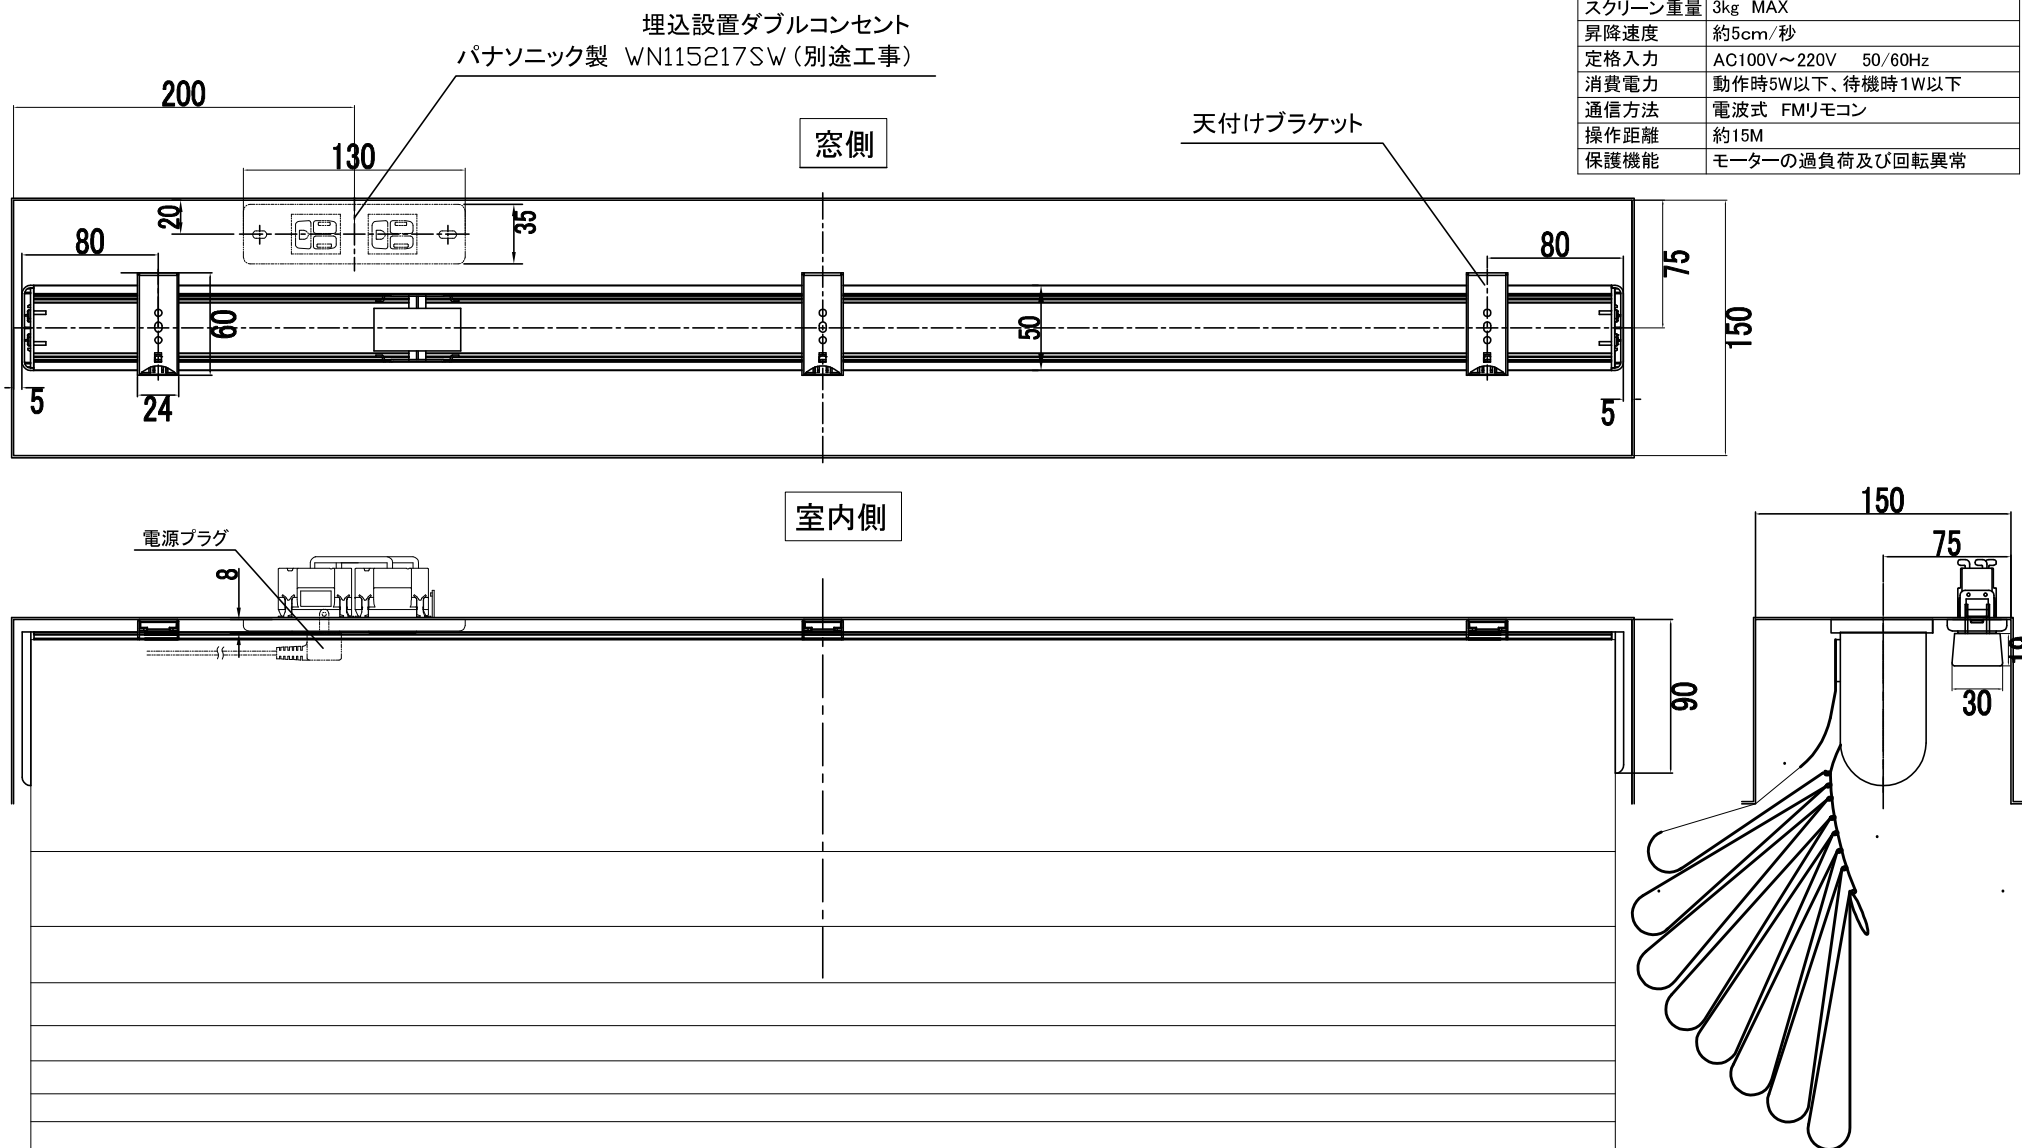 埋込設置ダブルコンセント
パナソニック製 WN115217SW（別途工事）
スクリーン重量 3kg MAX
昇降速度 約5cm/秒
定格入力 AC100V～220V 50/60Hz
消費電力 動作時5W以下、待機時1W以下
通信方法 電波式 FMリモコン
操作距離 約15M
保護機能 モーターの過負荷及び回転異常
200
130
窓側
天付けブラケット
20
35
80
80
75
60
50
150
5
24
5
室内側
150
電源プラグ
75
8
90
30